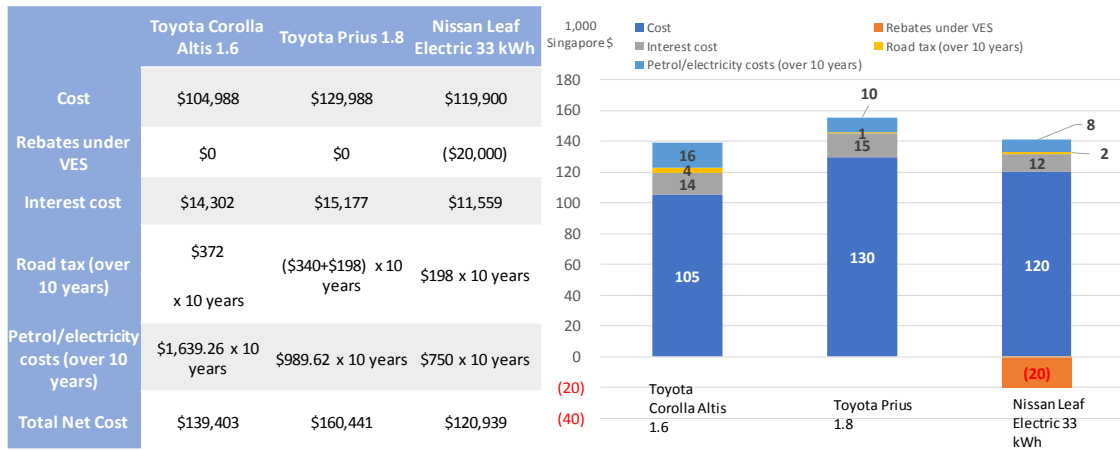 Toyota Corolla
Altis 1.6
Toyota Prius 1.8
Nissan Leaf
Electric 33 kWh
Cost
$104,988
$129,988
$119,900
Rebates under
VES
$0
$0
($20,000)
Interest cost
$14,302
$15,177
$11,559
Road tax (over
10 years)
$372
x 10 years
($340+$198) x 10
years
$198 x 10 years
Petrol/electricity
costs (over 10
years)
$1,639.26 x 10
years
$989.62 x 10 years
$750 x 10 years
Total Net Cost
$139,403
$160,441
$120,939
1,000
Singapore $
Cost
Rebates under VES
Interest cost
Road tax (over 10 years)
Petrol/electricity costs (over 10 years)
180
160
140
120
100
80
60
40
20
0
(20)
(40)
16
4
14
105
10
1
15
130
8
2
12
120
(20)
Toyota
Corolla Altis
1.6
Toyota Prius
1.8
Nissan Leaf
Electric 33
kWh